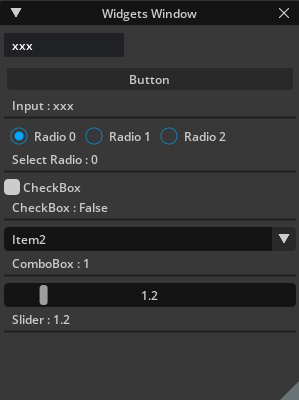 Widgets Window
xxx
Button
Input : xxx
Radio 0 Radio 1 Radio 2
Select Radio : 0
CheckBox
CheckBox : False
Item2
ComboBox : 1
1.2
Slider : 1.2